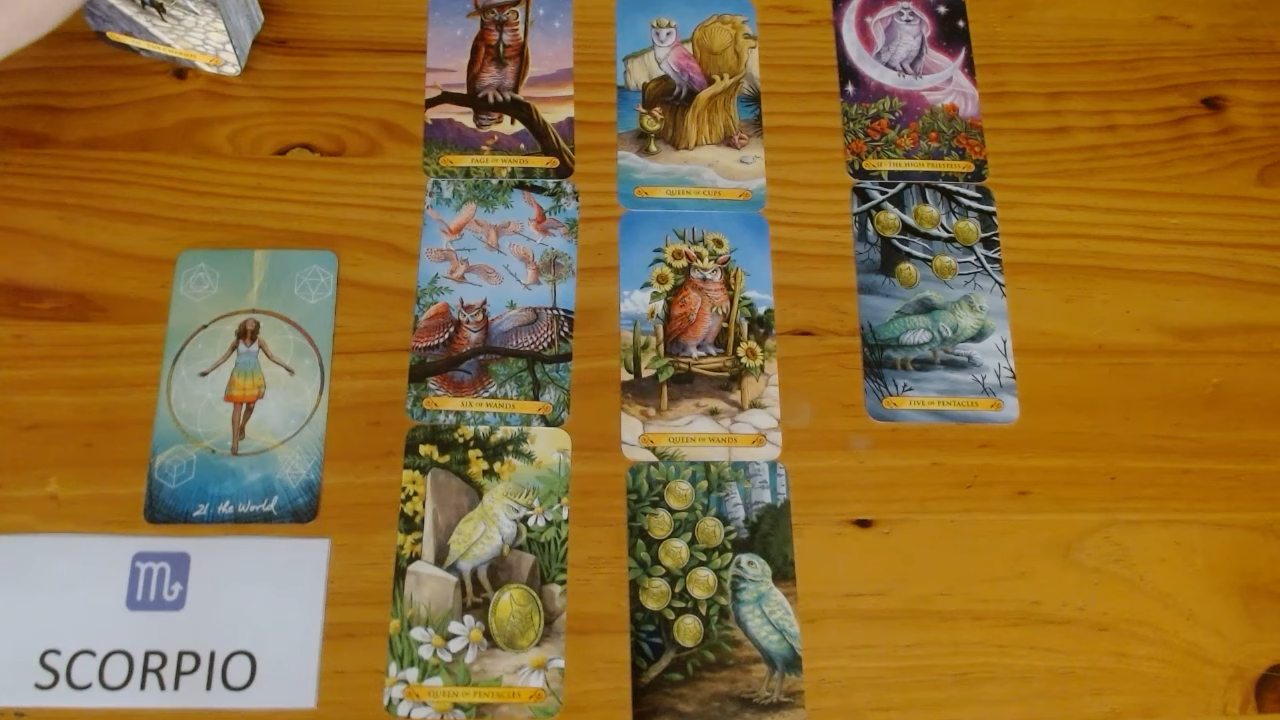 PAGE OF WANDS
QUEEN OF CUPS
II - THE HIGH PRIESTESS
SIX OF WANDS
QUEEN OF WANDS
FIVE OF PENTACLES
21. the World
SCORPIO
QUEEN OF PENTACLES